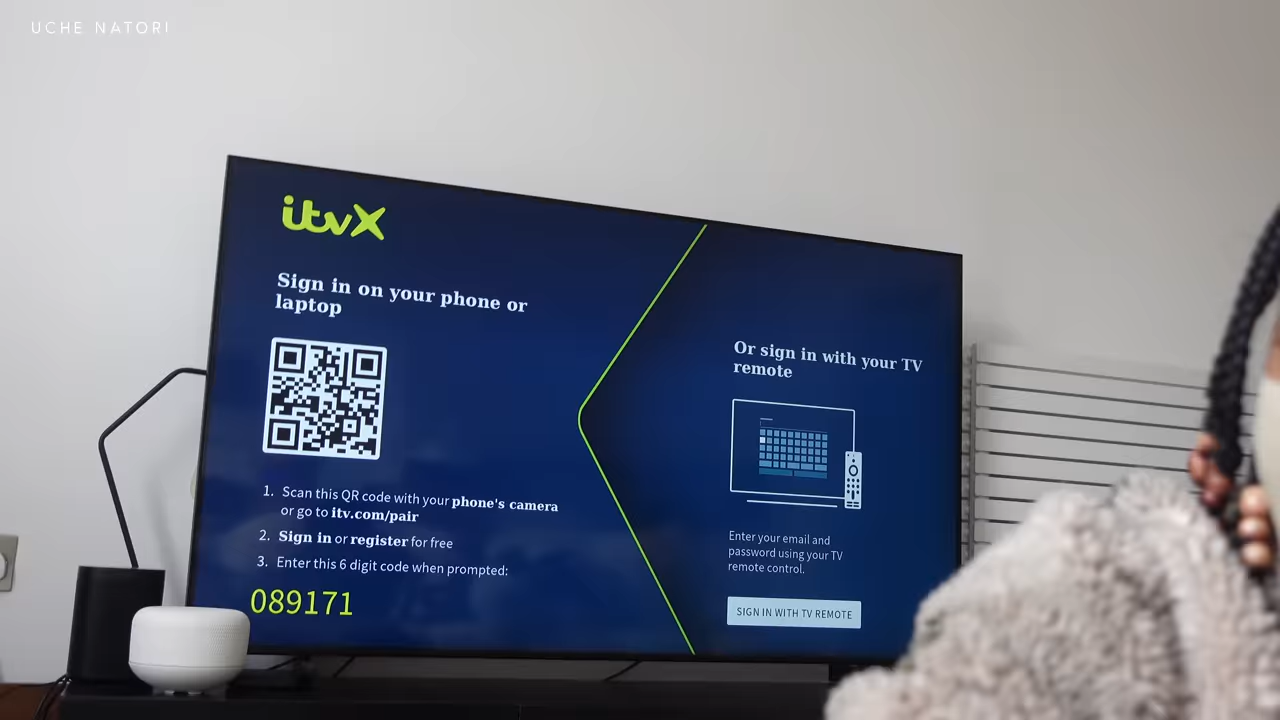 UCHE NATORI
itvX
Sign in on your phone or
laptop
1. Scan this QR code with your phone's camera
or go to itv.com/pair
2. Sign in or register for free
3. Enter this 6 digit code when prompted:
089171
Or sign in with your TV
remote
Enter your email and
password using your TV
remote control.
SIGN IN WITH TV REMOTE